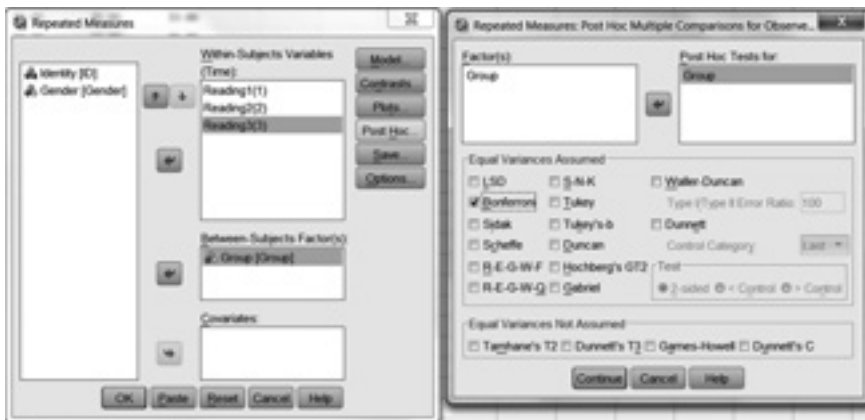 Repeated Measures
Identity [ID]
Gender [Gender]
Within-Subjects Variables
(Time):
Reading1(1)
Reading2(2)
Reading3(3)
Between-Subjects Factor(s):
Group [Group]
Covariates:
Model...
Contrasts...
Plots...
Post Hoc...
Save...
Options...
OK Paste Reset Cancel Help
Repeated Measures: Post Hoc Multiple Comparisons for Observe...
Factor(s):
Group
Post Hoc Tests for:
Group
Equal Variances Assumed
LSD S-N-K Waller-Duncan
Bonferroni Tukey Type I/Type II Error Ratio: 100
Sidak Tukey's-b Dunnett
Scheffe Duncan Control Category: Last
R-E-G-W-F Hochberg's GT2 Test
R-E-G-W-Q Gabriel 2-sided < Control > Control
Equal Variances Not Assumed
Tamhane's T2 Dunnett's T3 Games-Howell Dunnett's C
Continue Cancel Help